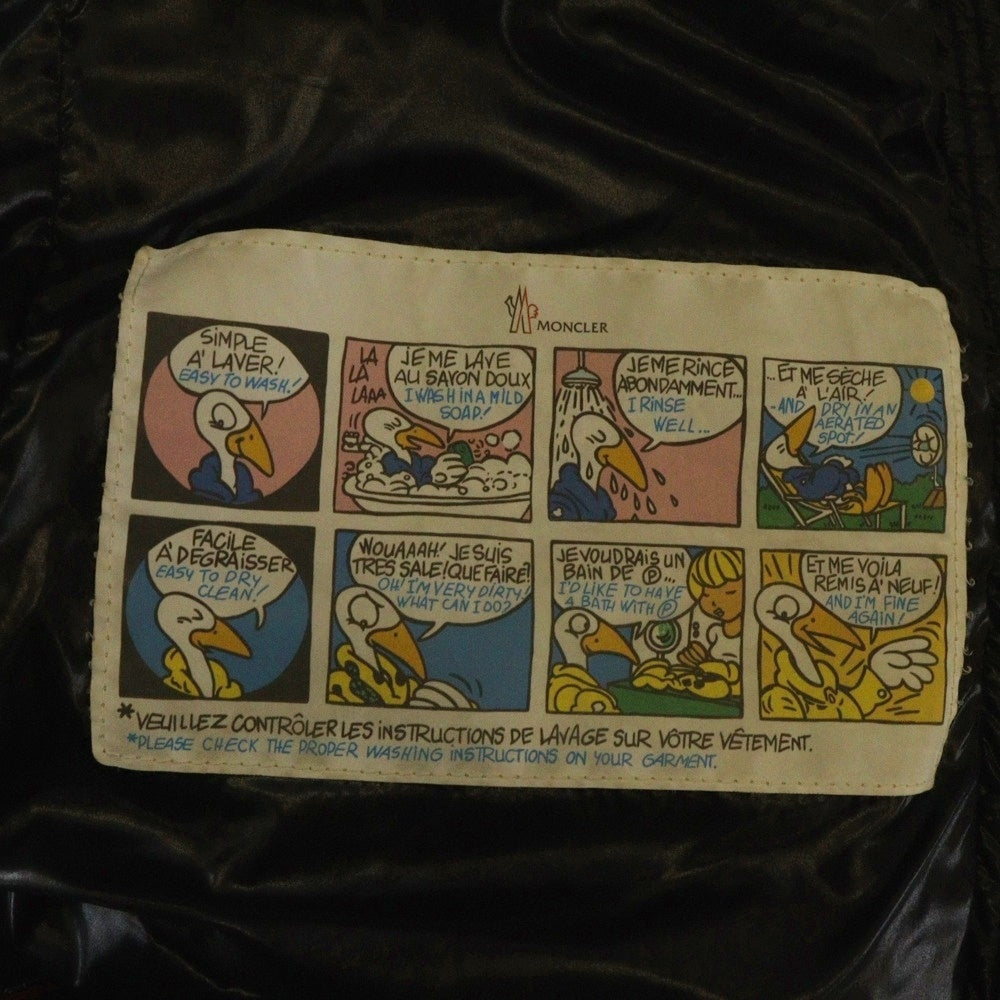 MONCLER
SIMPLE
A' LAVER!
EASY TO WASH!
LA
LÀ
LÀAA
JE ME LAVE
AU SAVON DOUX
I WASH IN A MILD
SOAP!
JE ME RINCE
ABONDAMMENT...
I RINSE
WELL...
...ET ME SÈCHE
A' L'AIR!
-AND DRY IN AN
AERATED
SPOT!
FACILE
A' DEGRAISSER
EASY TO DRY
CLEAN!
WOUAAAH! JE SUIS
TRES SALE! QUE FAIRE!
OH! I'M VERY DIRTY!
WHAT CAN I DO?
JE VOUDRAIS UN
BAIN DE Ⓟ...
I'D LIKE TO HAVE
A BATH WITH Ⓟ
ET ME VOILA
REMIS A' NEUF!
AND I'M FINE
AGAIN!
*VEUILLEZ CONTRÔLER LES INSTRUCTIONS DE LAVAGE SUR VÔTRE VÊTEMENT.
*PLEASE CHECK THE PROPER WASHING INSTRUCTIONS ON YOUR GARMENT.